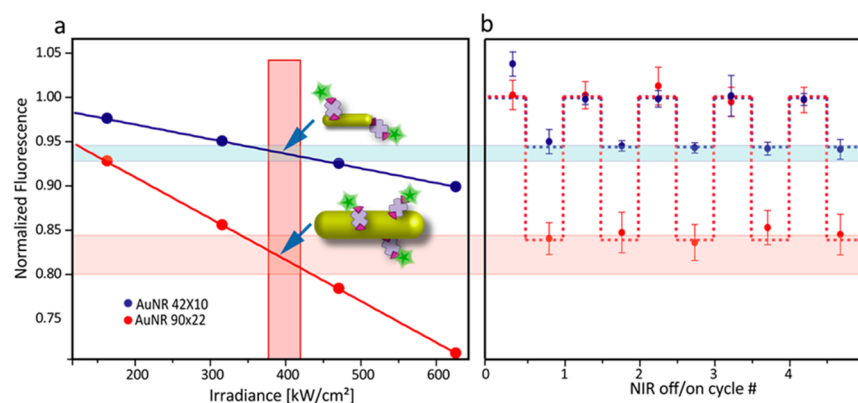 a
b
1.05
1.00
0.95
0.90
0.85
0.80
0.75
Normalized Fluorescence
AuNR 42X10
AuNR 90x22
200
300
400
500
600
Irradiance [kW/cm²]
0
1
2
3
4
NIR off/on cycle #